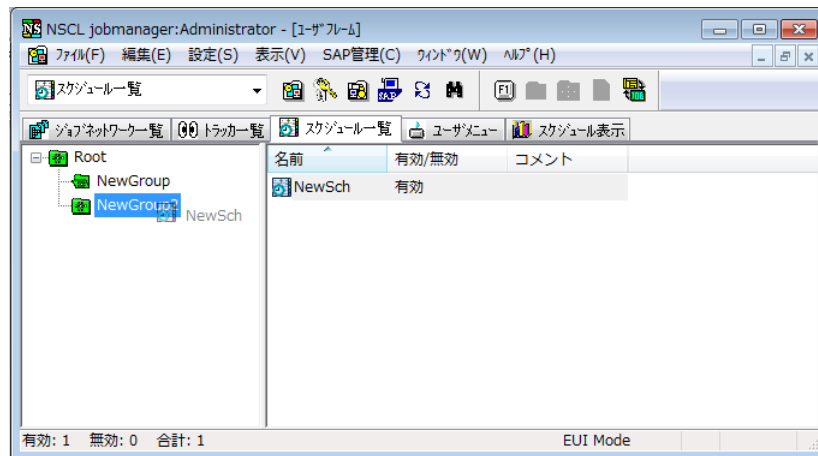 NS NSCL jobmanager:Administrator - [ﾕｰｻﾞﾌﾚｰﾑ]
ﾌｧｲﾙ(F) 編集(E) 設定(S) 表示(V) SAP管理(C) ｳｨﾝﾄﾞｳ(W) ﾍﾙﾌﾟ(H)
ｽｹｼﾞｭｰﾙ一覧 SAP F1 JOB
ｼﾞｮﾌﾞﾈｯﾄﾜｰｸ一覧 ﾄﾗｯｶｰ一覧 ｽｹｼﾞｭｰﾙ一覧 ﾕｰｻﾞﾒﾆｭｰ ｽｹｼﾞｭｰﾙ表示
Root
NewGroup
NewGroup2
NewSch
名前 有効/無効 コメント
NewSch 有効
有効: 1 無効: 0 合計: 1 EUI Mode